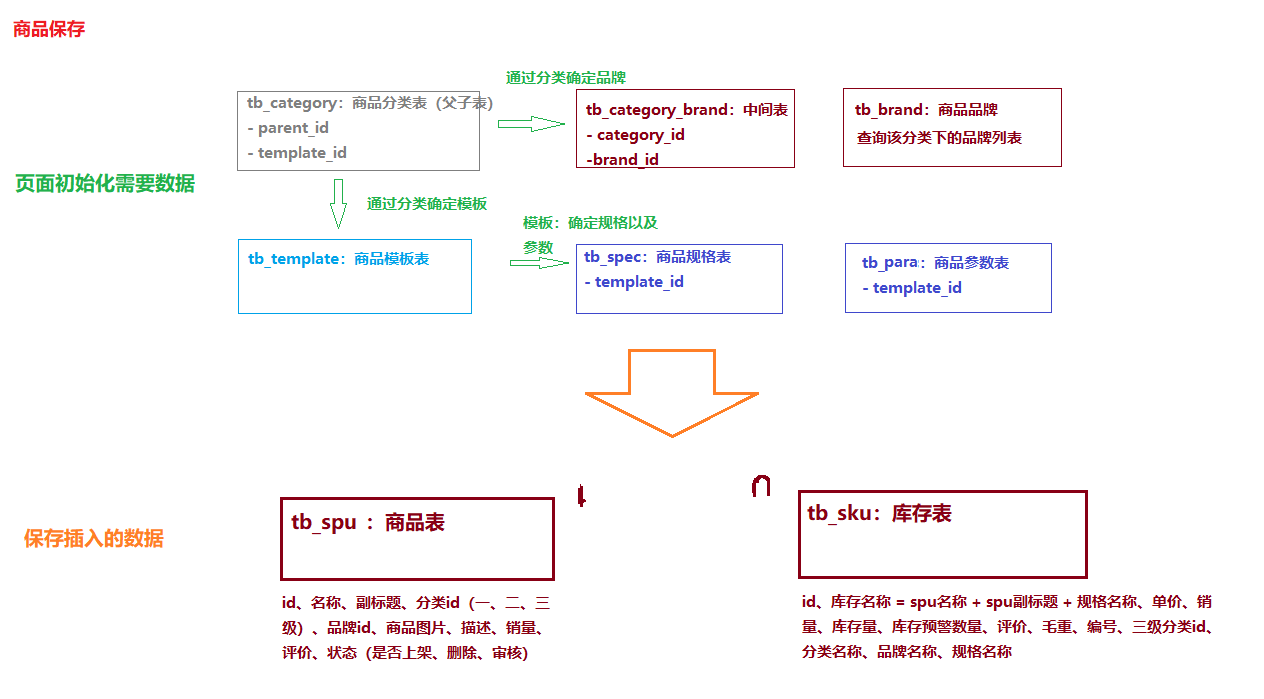 商品保存
通过分类确定品牌
tb_category：商品分类表（父子表）
- parent_id
- template_id
tb_category_brand：中间表
- category_id
-brand_id
tb_brand：商品品牌
查询该分类下的品牌列表
页面初始化需要数据
通过分类确定模板
模板：确定规格以及
参数
tb_template：商品模板表
tb_spec：商品规格表
- template_id
tb_para：商品参数表
- template_id
1
n
tb_spu ：商品表
tb_sku：库存表
保存插入的数据
id、名称、副标题、分类id（一、二、三
级）、品牌id、商品图片、描述、销量、
评价、状态（是否上架、删除、审核）
id、库存名称 = spu名称 + spu副标题 + 规格名称、单价、销
量、库存量、库存预警数量、评价、毛重、编号、三级分类id、
分类名称、品牌名称、规格名称